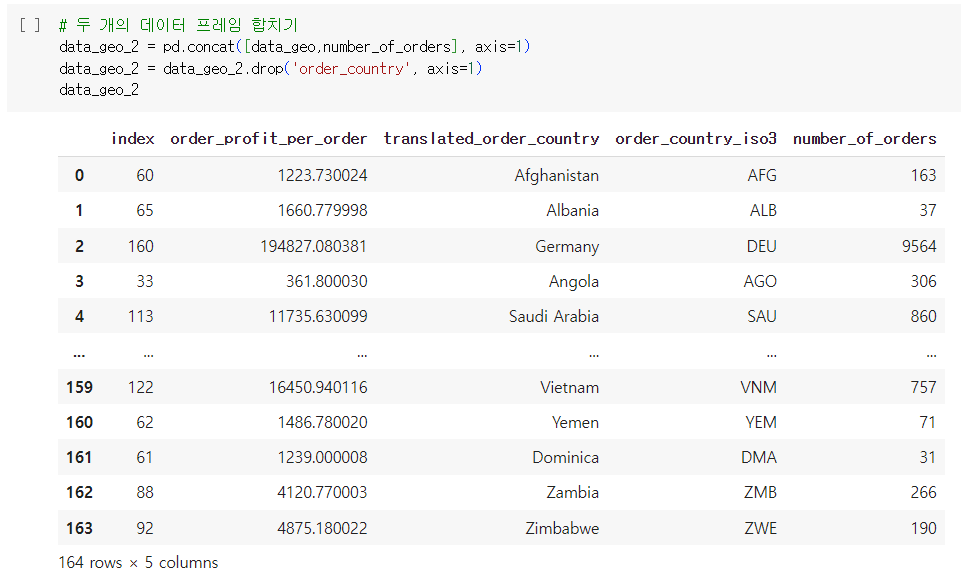 [ ] # 두 개의 데이터 프레임 합치기
data_geo_2 = pd.concat([data_geo,number_of_orders], axis=1)
data_geo_2 = data_geo_2.drop('order_country', axis=1)
data_geo_2
index order_profit_per_order translated_order_country order_country_iso3 number_of_orders
0 60 1223.730024 Afghanistan AFG 163
1 65 1660.779998 Albania ALB 37
2 160 194827.080381 Germany DEU 9564
3 33 361.800030 Angola AGO 306
4 113 11735.630099 Saudi Arabia SAU 860
... ... ... ... ... ...
159 122 16450.940116 Vietnam VNM 757
160 62 1486.780020 Yemen YEM 71
161 61 1239.000008 Dominica DMA 31
162 88 4120.770003 Zambia ZMB 266
163 92 4875.180022 Zimbabwe ZWE 190
164 rows × 5 columns